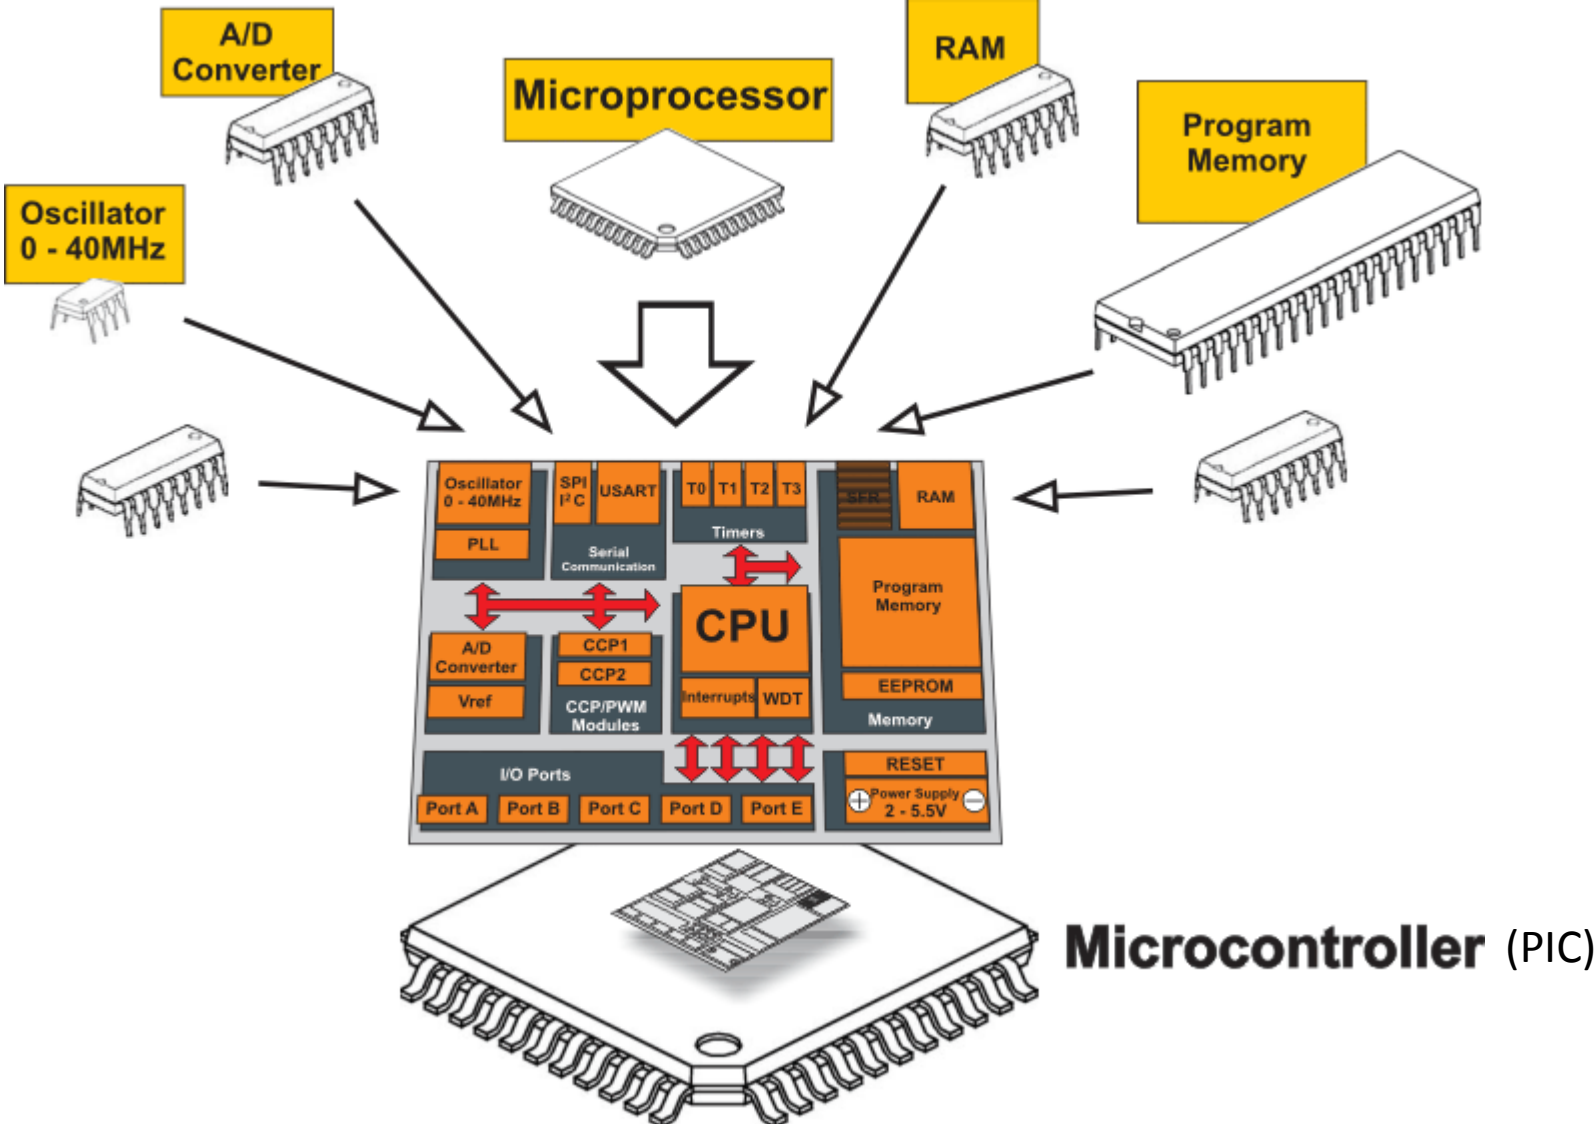 A/D
Converter
Microprocessor
RAM
Program
Memory
Oscillator
0 - 40MHz
Oscillator
0 - 40MHz
PLL
SPI
I²C
USART
Serial
Communication
T0 T1 T2 T3
Timers
SFR
RAM
Program
Memory
EEPROM
Memory
A/D
Converter
Vref
CCP1
CCP2
CCP/PWM
Modules
CPU
Interrupts
WDT
I/O Ports
Port A Port B Port C Port D Port E
RESET
Power Supply
+ 2 - 5.5V −
Microcontroller (PIC)